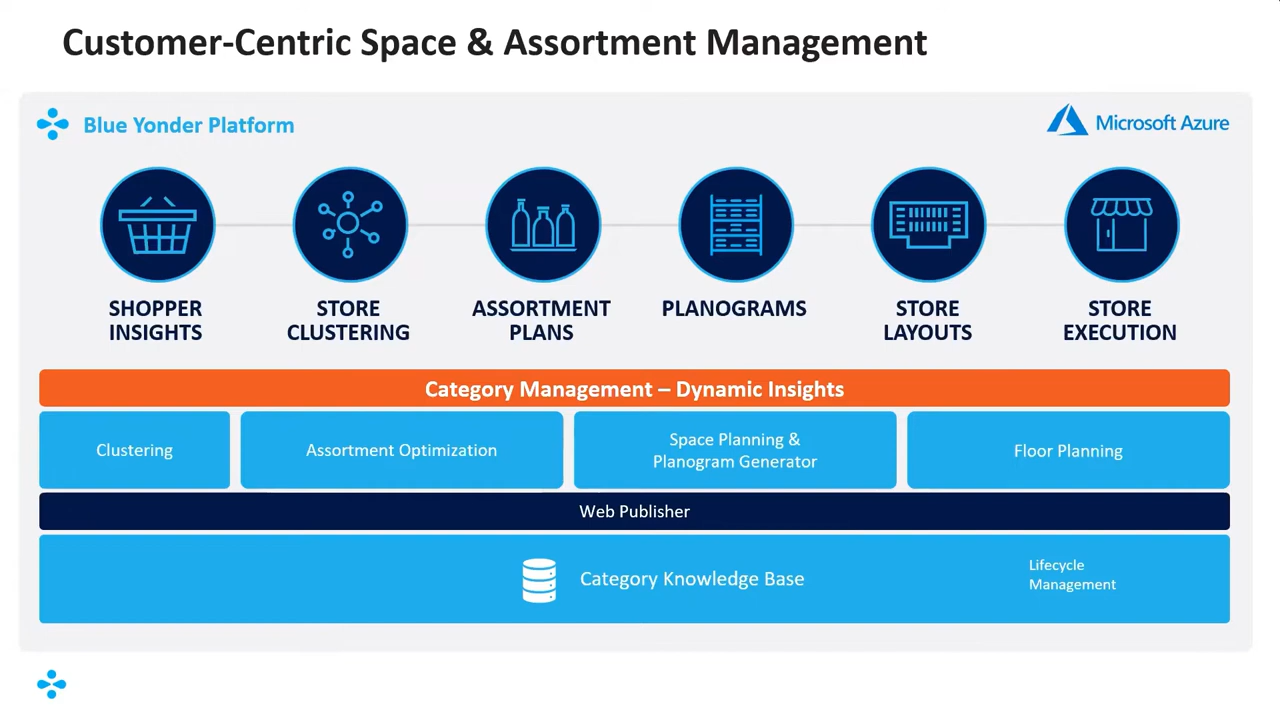 Customer-Centric Space & Assortment Management
Blue Yonder Platform
Microsoft Azure
SHOPPER
INSIGHTS
STORE
CLUSTERING
ASSORTMENT
PLANS
PLANOGRAMS
STORE
LAYOUTS
STORE
EXECUTION
Category Management – Dynamic Insights
Clustering
Assortment Optimization
Space Planning &
Planogram Generator
Floor Planning
Web Publisher
Category Knowledge Base
Lifecycle
Management